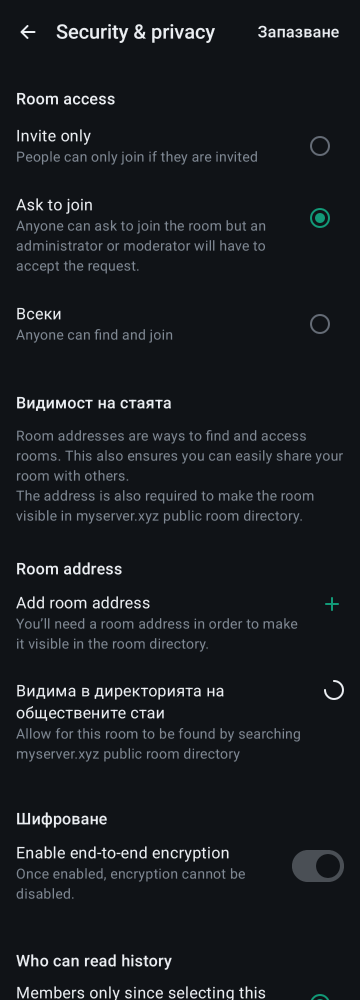 Security & privacy
Запазване
Room access
Invite only
People can only join if they are invited
Ask to join
Anyone can ask to join the room but an
administrator or moderator will have to
accept the request.
Всеки
Anyone can find and join
Видимост на стаята
Room addresses are ways to find and access
rooms. This also ensures you can easily share your
room with others.
The address is also required to make the room
visible in myserver.xyz public room directory.
Room address
Add room address
You’ll need a room address in order to make
it visible in the room directory.
Видима в директорията на
обществените стаи
Allow for this room to be found by searching
myserver.xyz public room directory
Шифроване
Enable end-to-end encryption
Once enabled, encryption cannot be
disabled.
Who can read history
Members only since selecting this